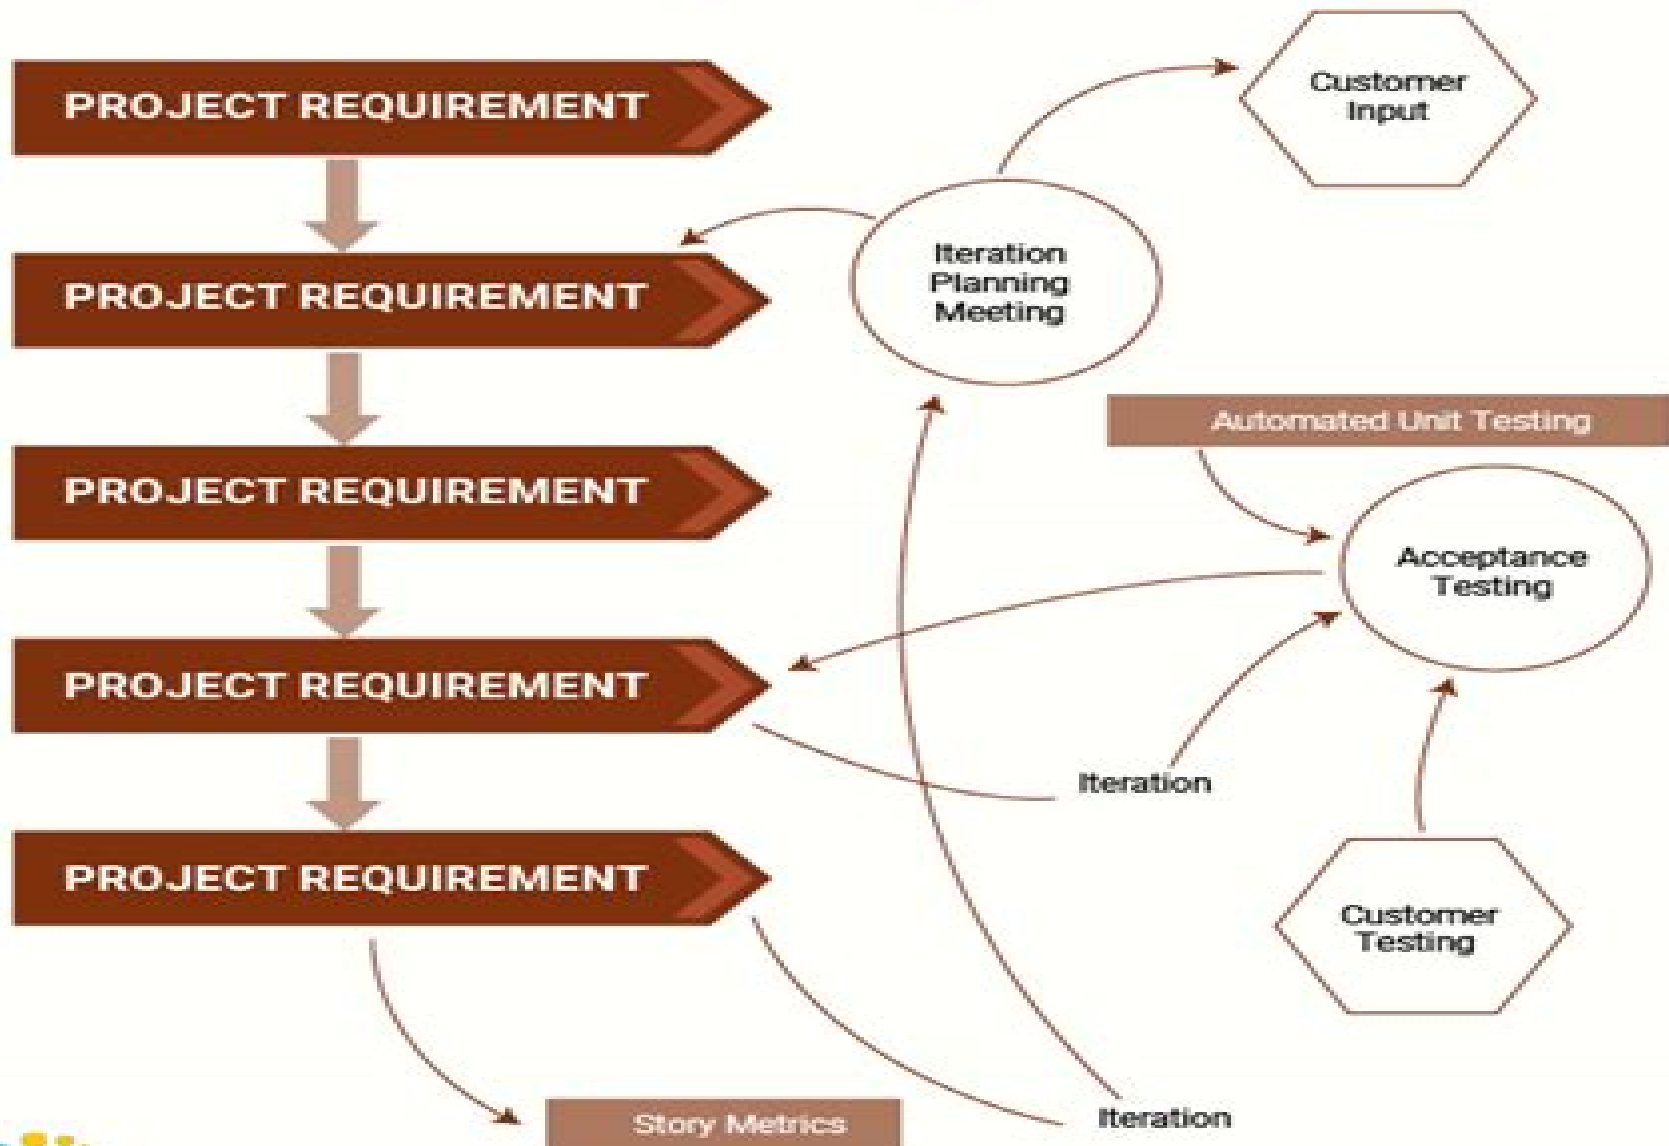 PROJECT REQUIREMENT
PROJECT REQUIREMENT
PROJECT REQUIREMENT
PROJECT REQUIREMENT
PROJECT REQUIREMENT
Customer
Input
Iteration
Planning
Meeting
Automated Unit Testing
Acceptance
Testing
Iteration
Customer
Testing
Story Metrics
Iteration